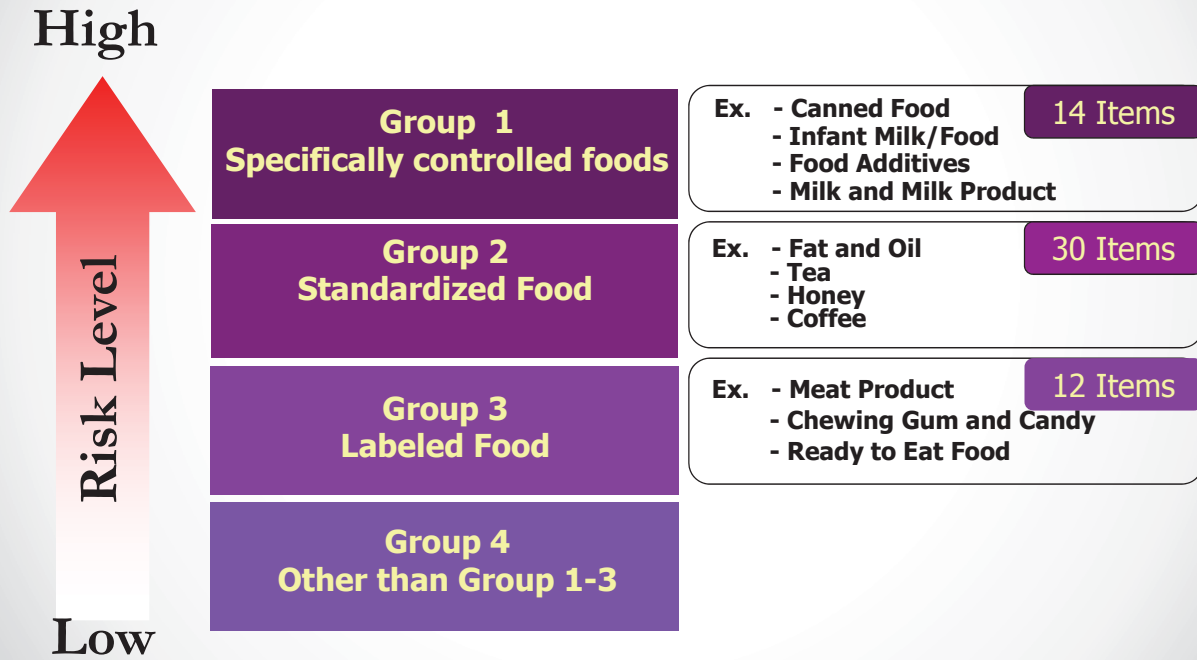 High
Risk Level
Low
Group 1
Specifically controlled foods
Ex. - Canned Food
- Infant Milk/Food
- Food Additives
- Milk and Milk Product
14 Items
Group 2
Standardized Food
Ex. - Fat and Oil
- Tea
- Honey
- Coffee
30 Items
Group 3
Labeled Food
Ex. - Meat Product
- Chewing Gum and Candy
- Ready to Eat Food
12 Items
Group 4
Other than Group 1-3